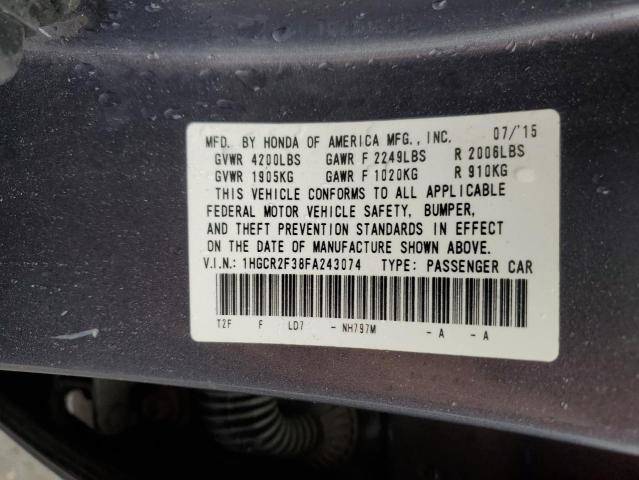 MFD. BY HONDA OF AMERICA MFG., INC. 07/'15
GVWR 4200LBS GAWR F 2249LBS R 2006LBS
GVWR 1905KG GAWR F 1020KG R 910KG
THIS VEHICLE CONFORMS TO ALL APPLICABLE
FEDERAL MOTOR VEHICLE SAFETY, BUMPER,
AND THEFT PREVENTION STANDARDS IN EFFECT
ON THE DATE OF MANUFACTURE SHOWN ABOVE.
V.I.N.: 1HGCR2F38FA243074 TYPE: PASSENGER CAR
T2F F LD7 - NH797M - A - A